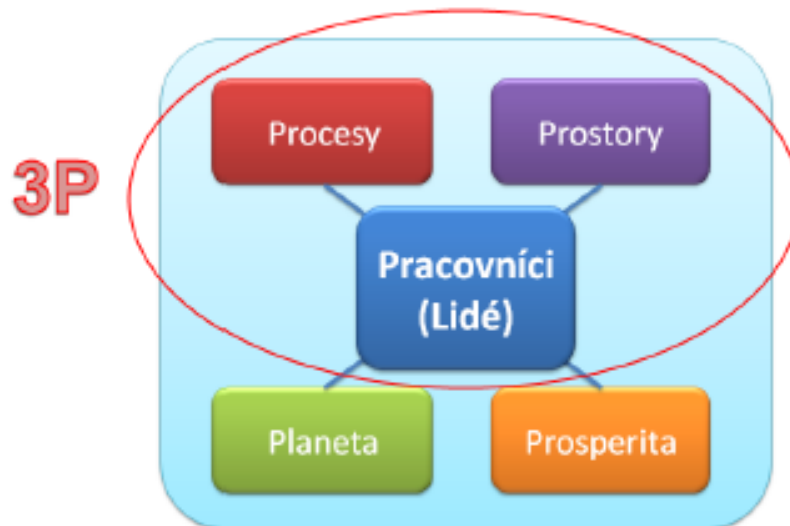 Procesy
Prostory
3P
Pracovníci
(Lidé)
Planeta
Prosperita